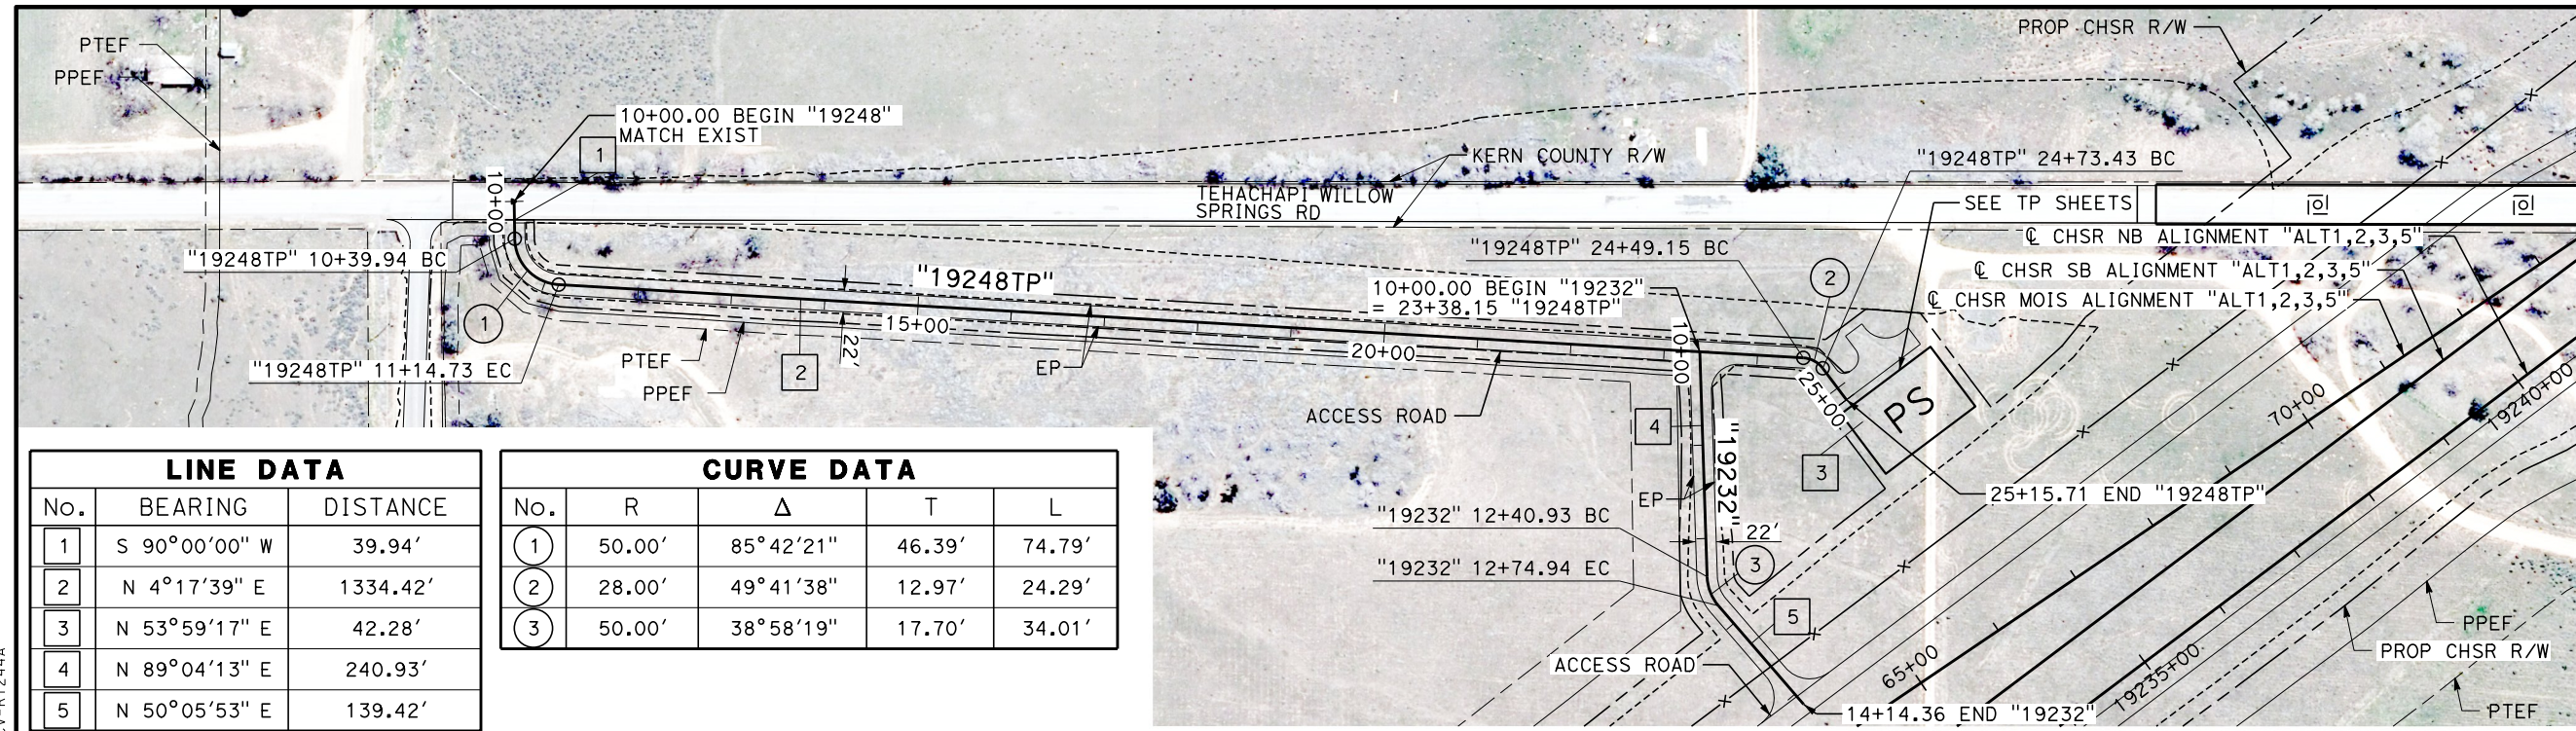 PTEF
PPEF
10+00.00 BEGIN "19248"
MATCH EXIST
1
10+00
KERN COUNTY R/W
TEHACHAPI WILLOW
SPRINGS RD
PROP CHSR R/W
"19248TP" 24+73.43 BC
SEE TP SHEETS
℄ CHSR NB ALIGNMENT "ALT1,2,3,5"
℄ CHSR SB ALIGNMENT "ALT1,2,3,5"
℄ CHSR MOIS ALIGNMENT "ALT1,2,3,5"
"19248TP" 10+39.94 BC
"19248TP" 24+49.15 BC
2
"19248TP"
10+00.00 BEGIN "19232"
= 23+38.15 "19248TP"
1
15+00
22'
20+00
10+00
25+00
PTEF
PPEF
2
EP
"19248TP" 11+14.73 EC
ACCESS ROAD
4
PS
3
70+00
19240+00
"19232"
EP
25+15.71 END "19248TP"
"19232" 12+40.93 BC
22'
3
"19232" 12+74.94 EC
5
ACCESS ROAD
65+00
19235+00
14+14.36 END "19232"
PPEF
PROP CHSR R/W
PTEF
LINE DATA
No. BEARING DISTANCE
1 S 90°00'00" W 39.94'
2 N 4°17'39" E 1334.42'
3 N 53°59'17" E 42.28'
4 N 89°04'13" E 240.93'
5 N 50°05'53" E 139.42'
CURVE DATA
No. R Δ T L
1 50.00' 85°42'21" 46.39' 74.79'
2 28.00' 49°41'38" 12.97' 24.29'
3 50.00' 38°58'19" 17.70' 34.01'